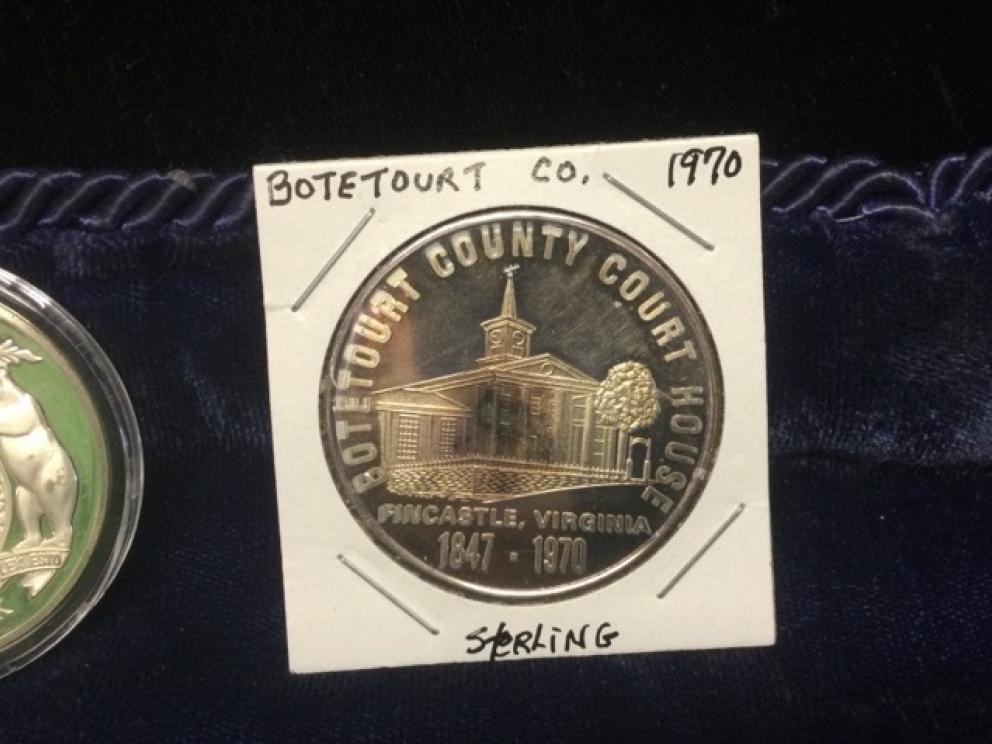 BOTETOURT CO. 1970
BOTETOURT COUNTY COURT HOUSE
FINCASTLE, VIRGINIA
1847 · 1970
STERLING